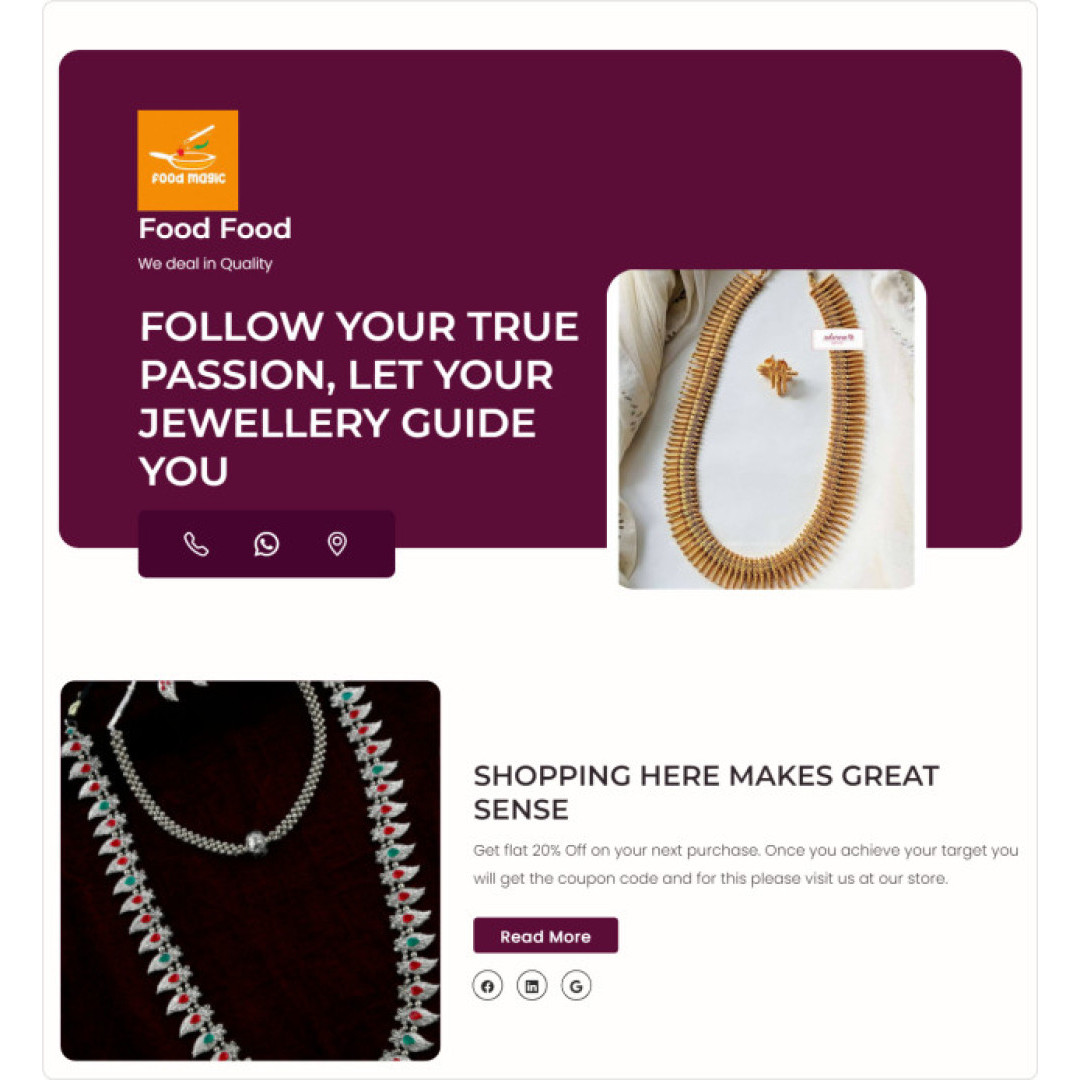 FOOD MAGIC
Food Food
We deal in Quality
FOLLOW YOUR TRUE
PASSION, LET YOUR
JEWELLERY GUIDE
YOU
SHOPPING HERE MAKES GREAT
SENSE
Get flat 20% Off on your next purchase. Once you achieve your target you
will get the coupon code and for this please visit us at our store.
Read More